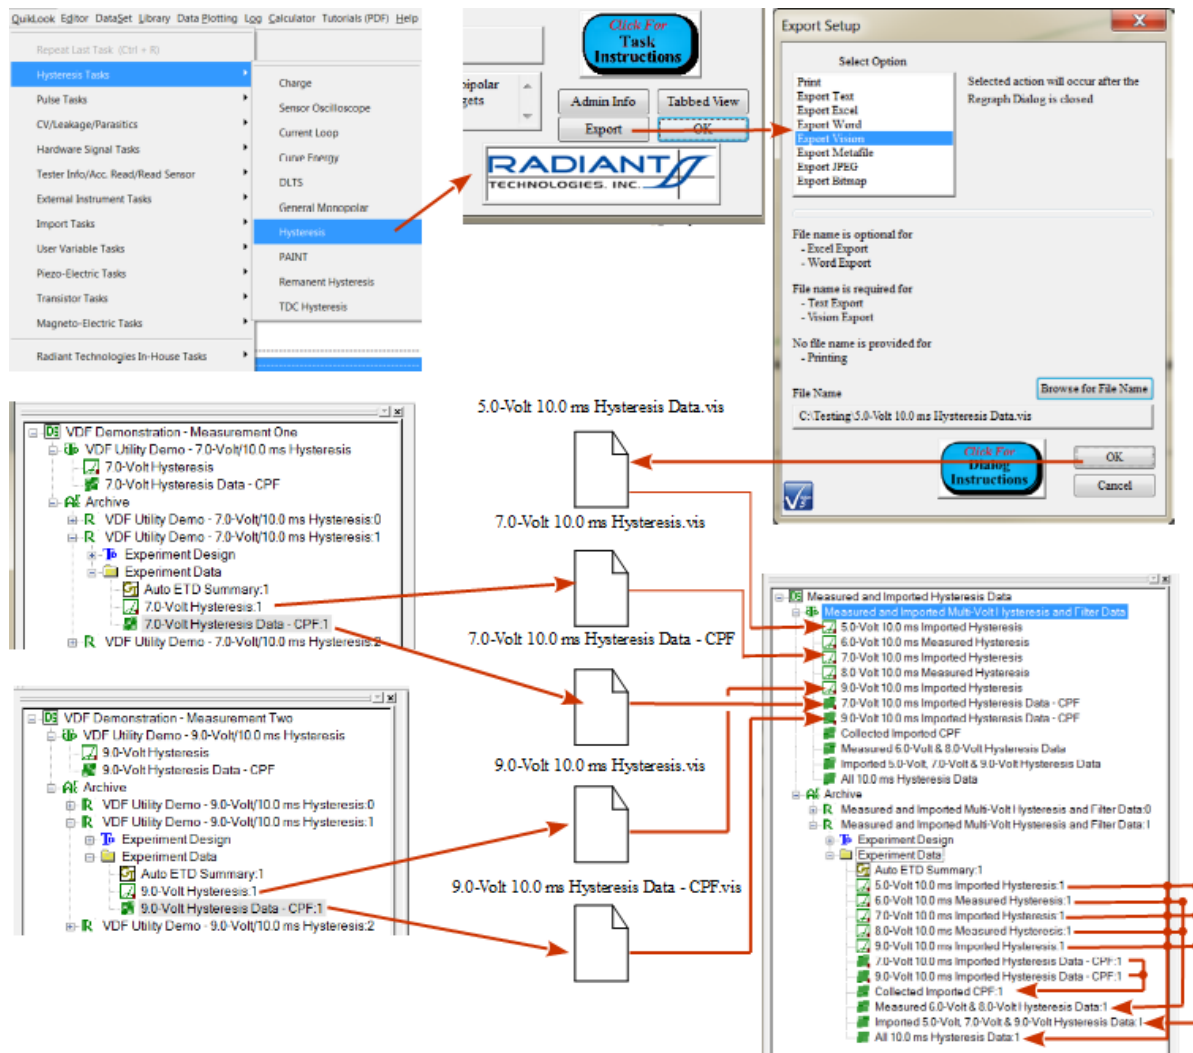 QuikLook Editor DataSet Library Data Plotting Log Calculator Tutorials (PDF) Help
Repeat Last Task (Ctrl + R)
Hysteresis Tasks
Pulse Tasks
CV/Leakage/Parasitics
Hardware Signal Tasks
Tester Info/Acc. Read/Read Sensor
External Instrument Tasks
Import Tasks
User Variable Tasks
Piezo-Electric Tasks
Transistor Tasks
Magneto-Electric Tasks
Radiant Technologies In-House Tasks
Charge
Sensor Oscilloscope
Current Loop
Curve Energy
DLTS
General Monopolar
Hysteresis
PAINT
Remanent Hysteresis
TDC Hysteresis
Click For
Task
Instructions
bipolar
gets
Admin Info
Tabbed View
Export
OK
RADIANT
TECHNOLOGIES, INC.
Export Setup
Select Option
Print
Export Text
Export Excel
Export Word
Export Vision
Export Metafile
Export JPEG
Export Bitmap
Selected action will occur after the
Regraph Dialog is closed
File name is optional for
- Excel Export
- Word Export
File name is required for
- Text Export
- Vision Export
No file name is provided for
- Printing
File Name
Browse for File Name
C:\Testing\5.0-Volt 10.0 ms Hysteresis Data.vis
Click For
Dialog
Instructions
OK
Cancel
VDF Demonstration - Measurement One
VDF Utility Demo - 7.0-Volt/10.0 ms Hysteresis
7.0-Volt Hysteresis
7.0-Volt Hysteresis Data - CPF
Archive
VDF Utility Demo - 7.0-Volt/10.0 ms Hysteresis:0
VDF Utility Demo - 7.0-Volt/10.0 ms Hysteresis:1
Experiment Design
Experiment Data
Auto ETD Summary:1
7.0-Volt Hysteresis:1
7.0-Volt Hysteresis Data - CPF:1
VDF Utility Demo - 7.0-Volt/10.0 ms Hysteresis:2
VDF Demonstration - Measurement Two
VDF Utility Demo - 9.0-Volt/10.0 ms Hysteresis
9.0-Volt Hysteresis
9.0-Volt Hysteresis Data - CPF
Archive
VDF Utility Demo - 9.0-Volt/10.0 ms Hysteresis:0
VDF Utility Demo - 9.0-Volt/10.0 ms Hysteresis:1
Experiment Design
Experiment Data
Auto ETD Summary:1
9.0-Volt Hysteresis:1
9.0-Volt Hysteresis Data - CPF:1
VDF Utility Demo - 9.0-Volt/10.0 ms Hysteresis:2
5.0-Volt 10.0 ms Hysteresis Data.vis
7.0-Volt 10.0 ms Hysteresis.vis
7.0-Volt 10.0 ms Hysteresis Data - CPF
9.0-Volt 10.0 ms Hysteresis.vis
9.0-Volt 10.0 ms Hysteresis Data - CPF.vis
Measured and Imported Hysteresis Data
Measured and Imported Multi-Volt Hysteresis and Filter Data
5.0-Volt 10.0 ms Imported Hysteresis
6.0-Volt 10.0 ms Measured Hysteresis
7.0-Volt 10.0 ms Imported Hysteresis
8.0-Volt 10.0 ms Measured Hysteresis
9.0-Volt 10.0 ms Imported Hysteresis
7.0-Volt 10.0 ms Imported Hysteresis Data - CPF
9.0-Volt 10.0 ms Imported Hysteresis Data - CPF
Collected Imported CPF
Measured 6.0-Volt & 8.0-Volt Hysteresis Data
Imported 5.0-Volt, 7.0-Volt & 9.0-Volt Hysteresis Data
All 10.0 ms Hysteresis Data
Archive
Measured and Imported Multi-Volt Hysteresis and Filter Data:0
Measured and Imported Multi-Volt Hysteresis and Filter Data:1
Experiment Design
Experiment Data
Auto ETD Summary:1
5.0-Volt 10.0 ms Imported Hysteresis:1
6.0-Volt 10.0 ms Measured Hysteresis:1
7.0-Volt 10.0 ms Imported Hysteresis:1
8.0-Volt 10.0 ms Measured Hysteresis:1
9.0-Volt 10.0 ms Imported Hysteresis:1
7.0-Volt 10.0 ms Imported Hysteresis Data - CPF:1
9.0-Volt 10.0 ms Imported Hysteresis Data - CPF:1
Collected Imported CPF:1
Measured 6.0-Volt & 8.0-Volt Hysteresis Data:1
Imported 5.0-Volt, 7.0-Volt & 9.0-Volt Hysteresis Data:1
All 10.0 ms Hysteresis Data:1